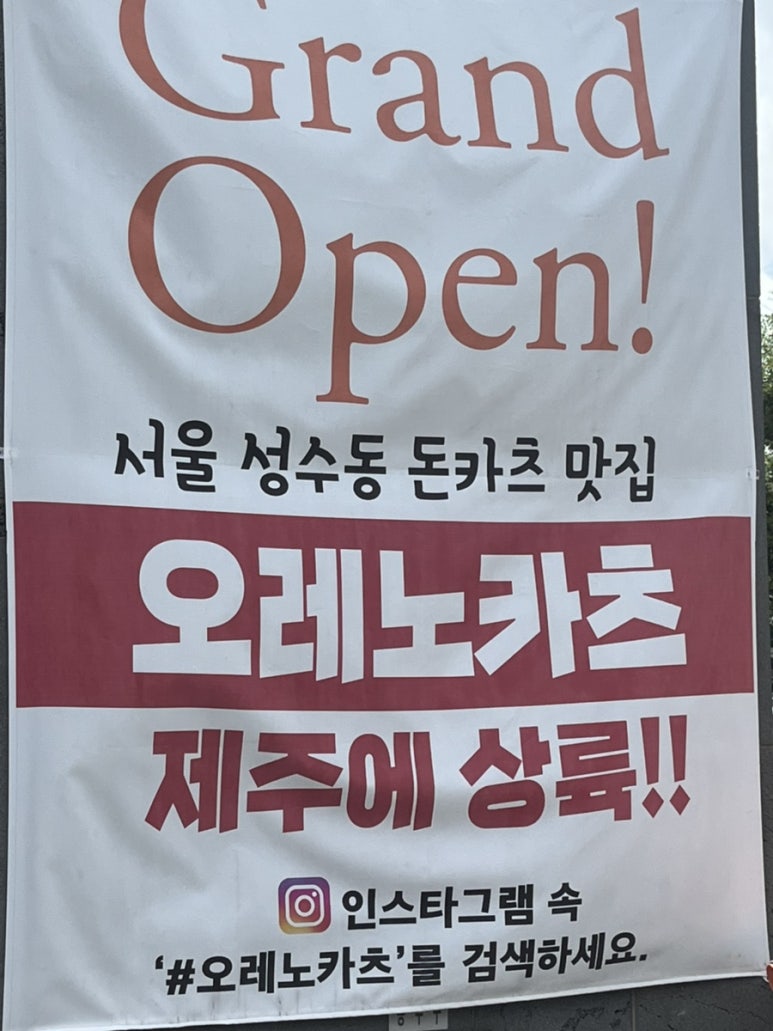 Grand
Open!
서울 성수동 돈카츠 맛집
오레노카츠
제주에 상륙!!
인스타그램 속
‘#오레노카츠’를 검색하세요.